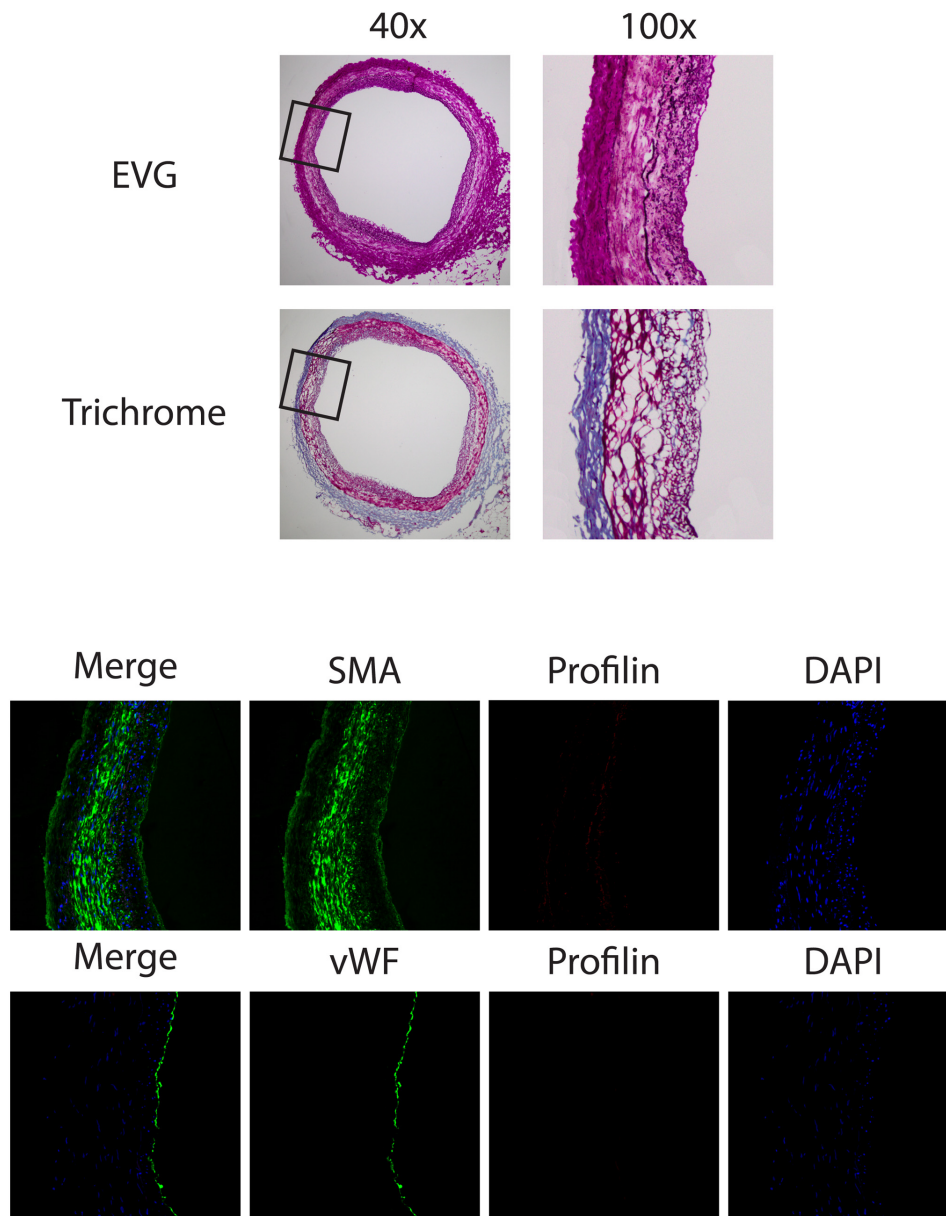 40x 100x
EVG
Trichrome
Merge SMA Profilin DAPI
Merge vWF Profilin DAPI